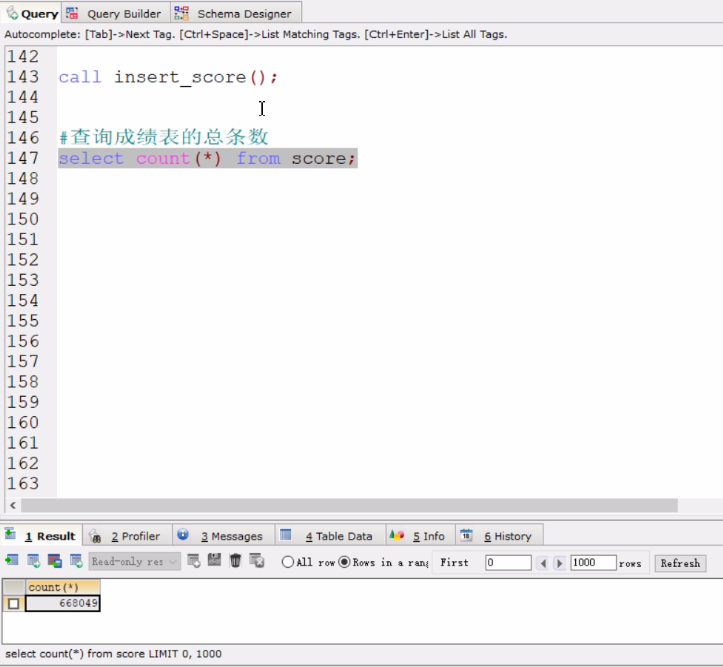 Query Query Builder Schema Designer
Autocomplete: [Tab]->Next Tag. [Ctrl+Space]->List Matching Tags. [Ctrl+Enter]->List All Tags.
142
143 call insert_score();
144
145
146 #查询成绩表的总条数
147 select count(*) from score;
148
149
150
151
152
153
154
155
156
157
158
159
160
161
162
163
1 Result 2 Profiler 3 Messages 4 Table Data 5 Info 6 History
Read-only res All row Rows in a rang First 0 1000 rows Refresh
count(*)
668049
select count(*) from score LIMIT 0, 1000